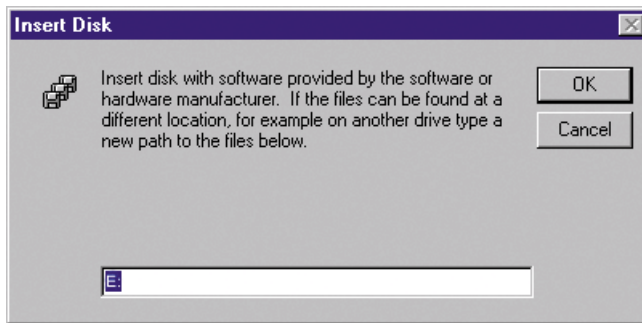 Insert Disk
Insert disk with software provided by the software or
hardware manufacturer. If the files can be found at a
different location, for example on another drive type a
new path to the files below.
OK
Cancel
E: